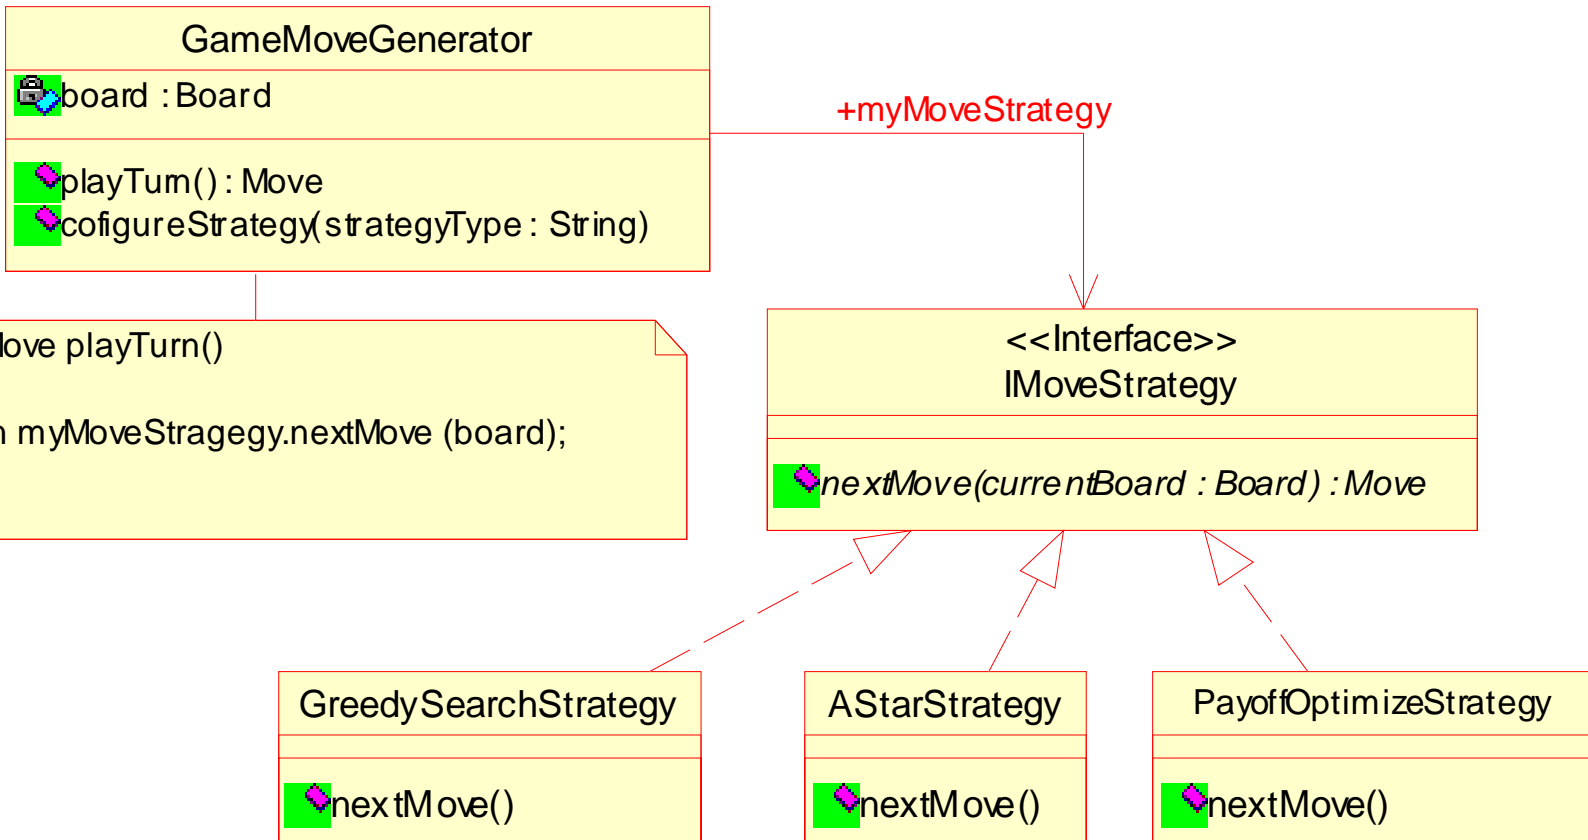 GameMoveGenerator
board : Board
playTurn() : Move
cofigureStrategy(strategyType : String)
+myMoveStrategy
ove playTurn()
n myMoveStragegy.nextMove (board);
<<Interface>>
IMoveStrategy
nextMove(currentBoard : Board) : Move
GreedySearchStrategy
nextMove()
AStarStrategy
nextMove()
PayoffOptimizeStrategy
nextMove()